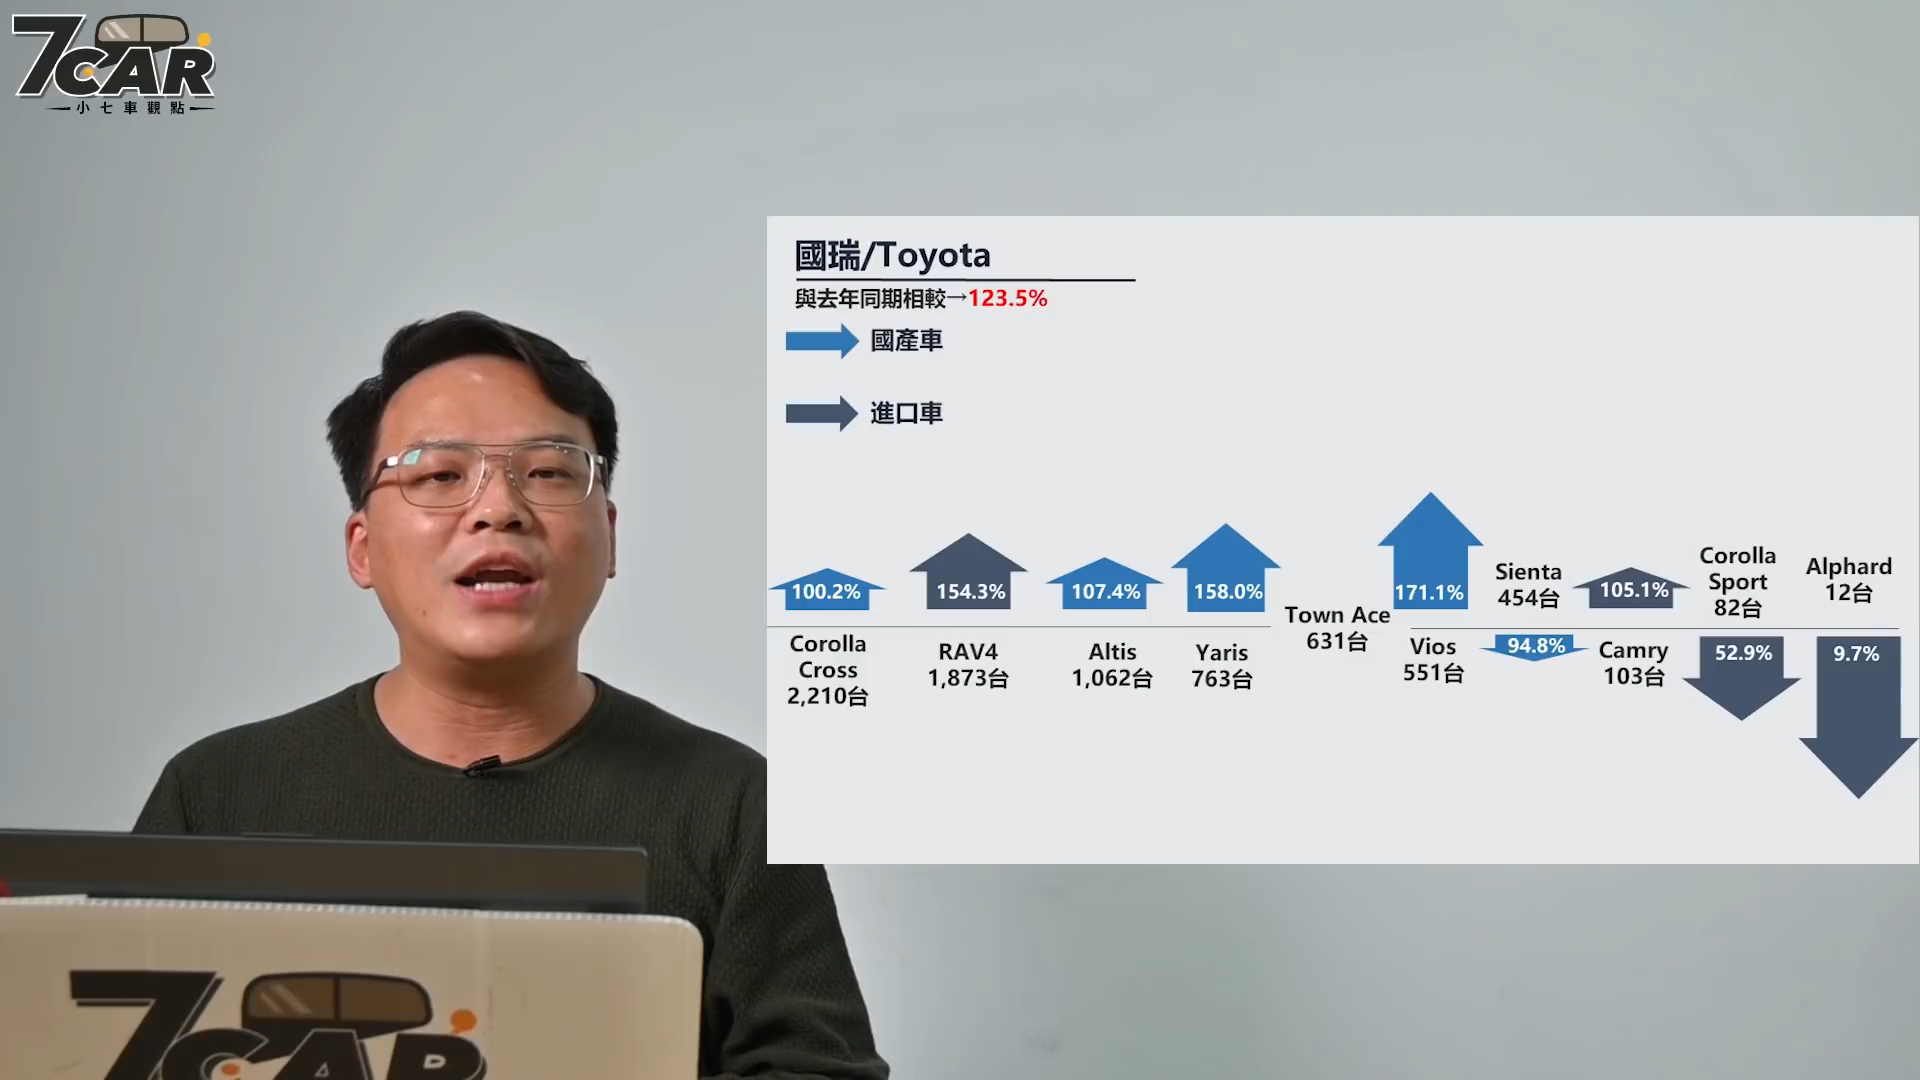 7CAR
小七車觀點
國瑞/Toyota
與去年同期相較→123.5%
國產車
進口車
100.2%
Corolla
Cross
2,210台
154.3%
RAV4
1,873台
107.4%
Altis
1,062台
158.0%
Yaris
763台
Town Ace
631台
171.1%
Vios
551台
Sienta
454台
94.8%
105.1%
Camry
103台
Corolla
Sport
82台
52.9%
Alphard
12台
9.7%
7CAR